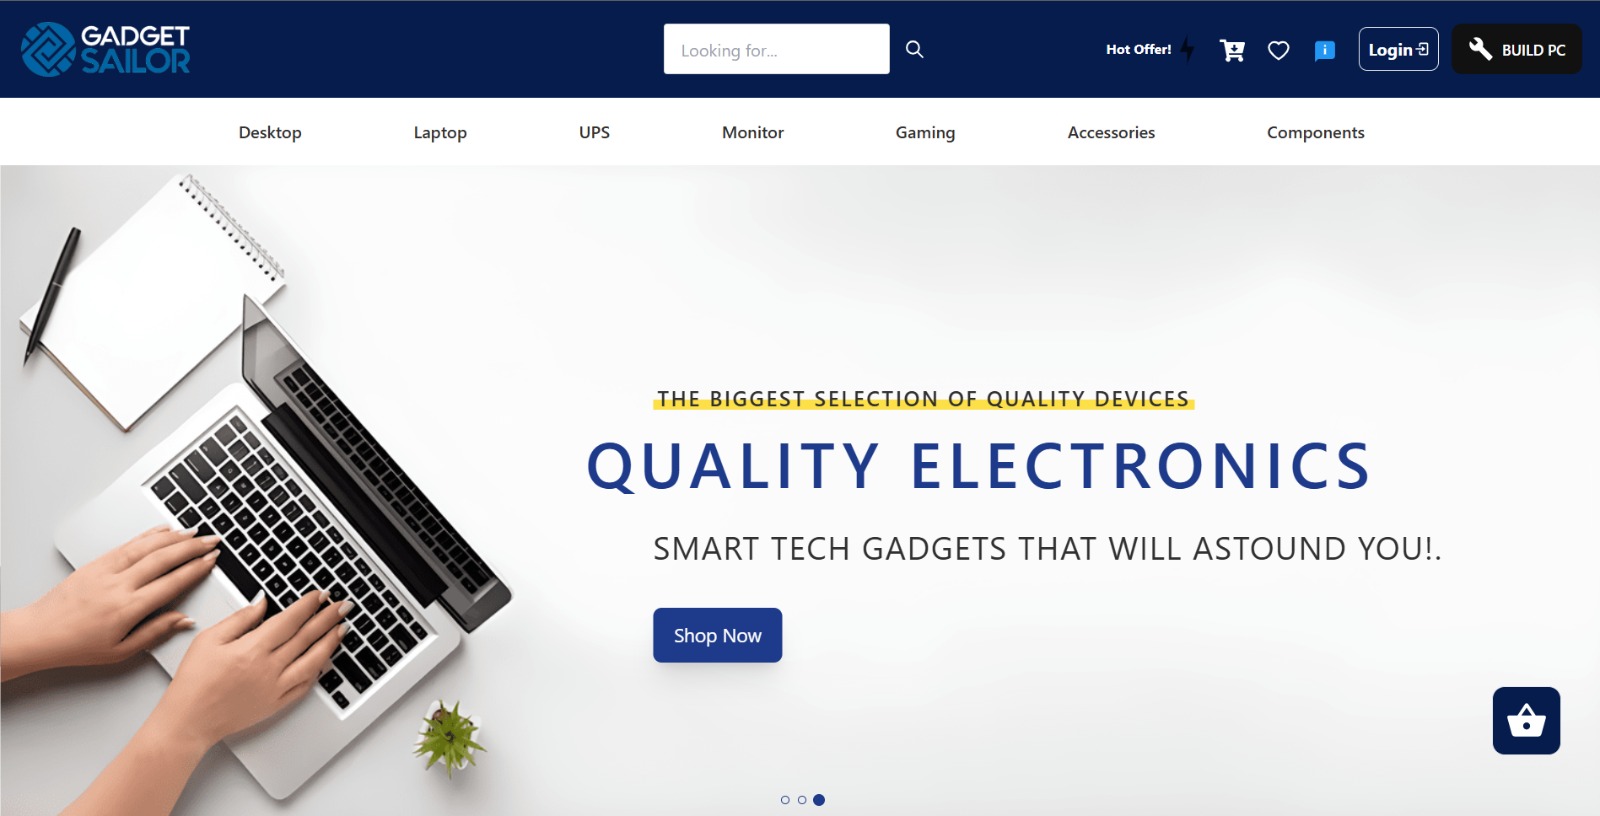 GADGET
SAILOR
Looking for...
Hot Offer!
Login
BUILD PC
Desktop Laptop UPS Monitor Gaming Accessories Components
THE BIGGEST SELECTION OF QUALITY DEVICES
QUALITY ELECTRONICS
SMART TECH GADGETS THAT WILL ASTOUND YOU!.
Shop Now